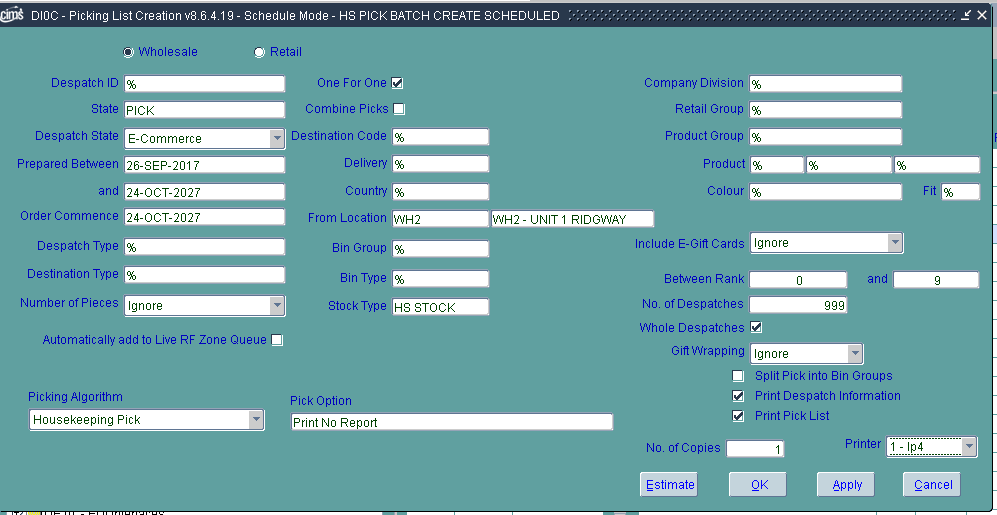 cims DI0C - Picking List Creation v8.6.4.19 - Schedule Mode - HS PICK BATCH CREATE SCHEDULED
Wholesale Retail
Despatch ID % One For One Company Division %
State PICK Combine Picks Retail Group %
Despatch State E-Commerce Destination Code % Product Group %
Prepared Between 26-SEP-2017 Delivery % Product % % %
and 24-OCT-2027 Country % Colour % Fit %
Order Commence 24-OCT-2027 From Location WH2 WH2 - UNIT 1 RIDGWAY
Despatch Type % Bin Group % Include E-Gift Cards Ignore
Destination Type % Bin Type % Between Rank 0 and 9
Number of Pieces Ignore Stock Type HS STOCK No. of Despatches 999
Whole Despatches
Automatically add to Live RF Zone Queue Gift Wrapping Ignore
Split Pick into Bin Groups
Print Despatch Information
Picking Algorithm Pick Option Print Pick List
Housekeeping Pick Print No Report
No. of Copies 1 Printer 1 - lp4
Estimate OK Apply Cancel